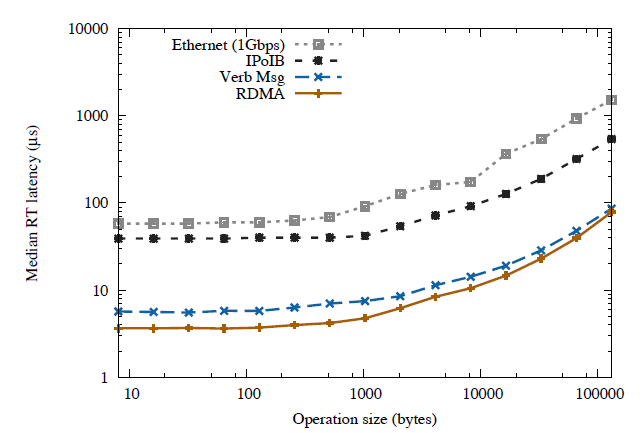 10000
1000
100
10
1
Median RT latency (μs)
Ethernet (1Gbps)
IPoIB
Verb Msg
RDMA
10 100 1000 10000 100000
Operation size (bytes)